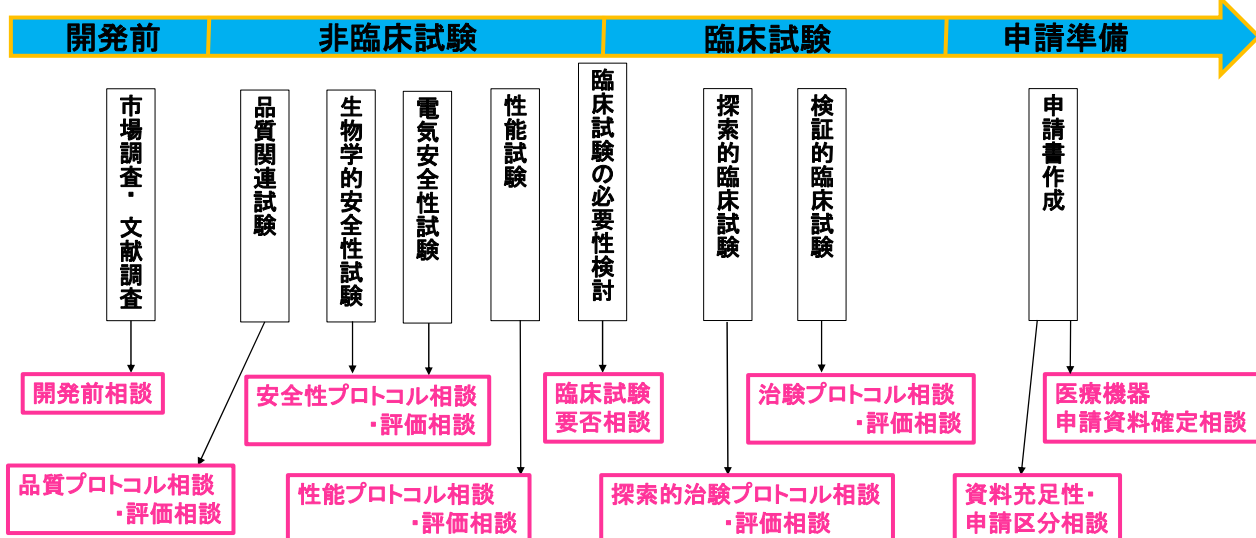 開発前
非臨床試験
臨床試験
申請準備
市場調査・文献調査
品質関連試験
生物学的安全性試験
電気安全性試験
性能試験
臨床試験の必要性検討
探索的臨床試験
検証的臨床試験
申請書作成
開発前相談
安全性プロトコル相談
・評価相談
臨床試験
要否相談
治験プロトコル相談
・評価相談
医療機器
申請資料確定相談
品質プロトコル相談
・評価相談
性能プロトコル相談
・評価相談
探索的治験プロトコル相談
・評価相談
資料充足性・
申請区分相談